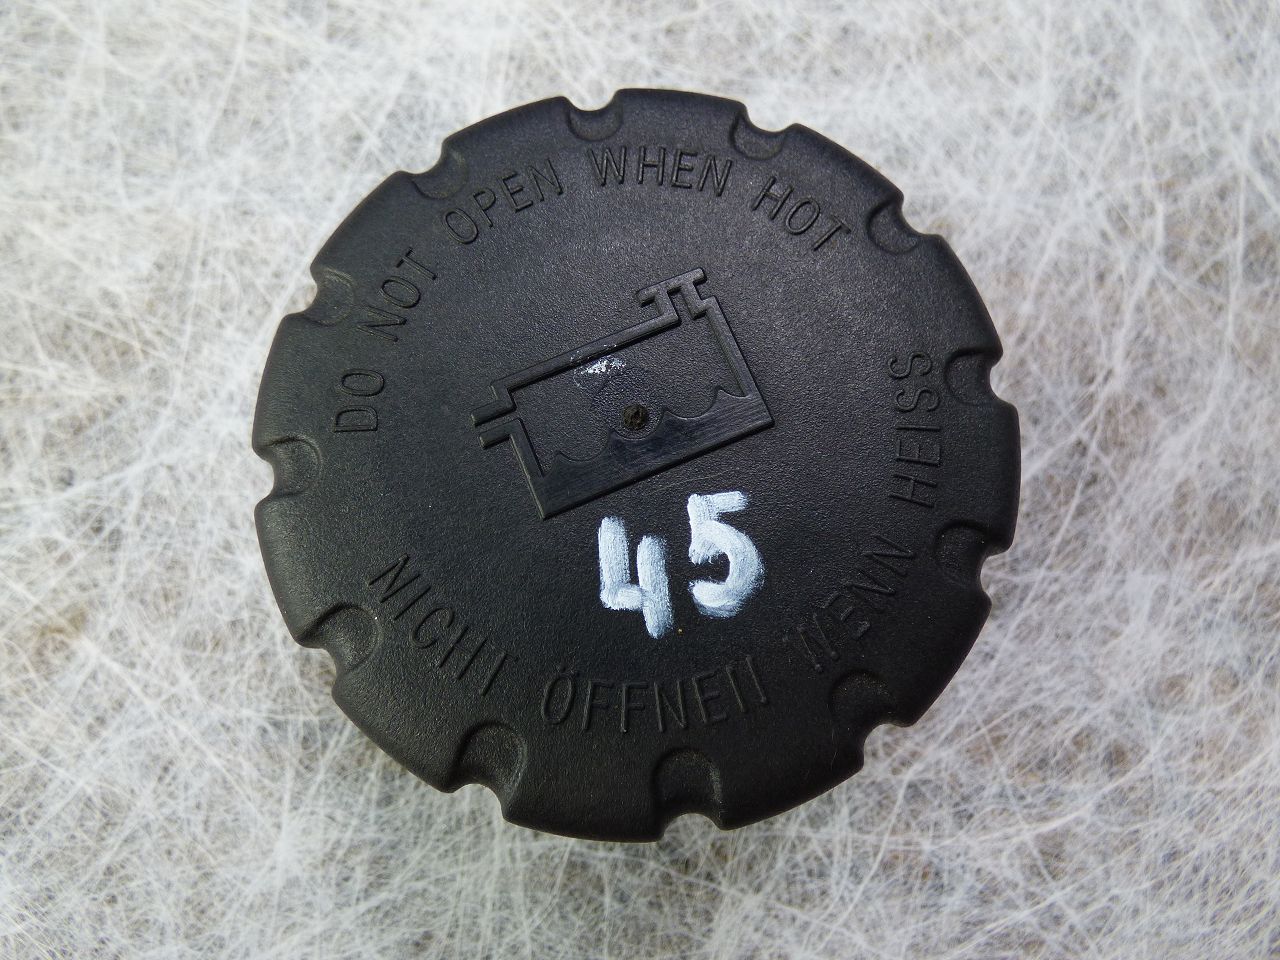 DO NOT OPEN WHEN HOT
NICHT ÖFFNEN WENN HEISS
45